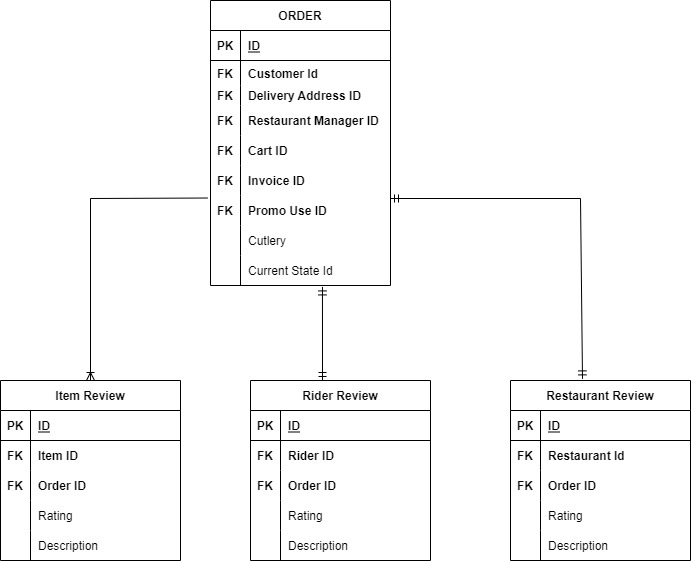 ORDER
PK ID
FK Customer Id
FK Delivery Address ID
FK Restaurant Manager ID
FK Cart ID
FK Invoice ID
FK Promo Use ID
Cutlery
Current State Id
Item Review
PK ID
FK Item ID
FK Order ID
Rating
Description
Rider Review
PK ID
FK Rider ID
FK Order ID
Rating
Description
Restaurant Review
PK ID
FK Restaurant Id
FK Order ID
Rating
Description